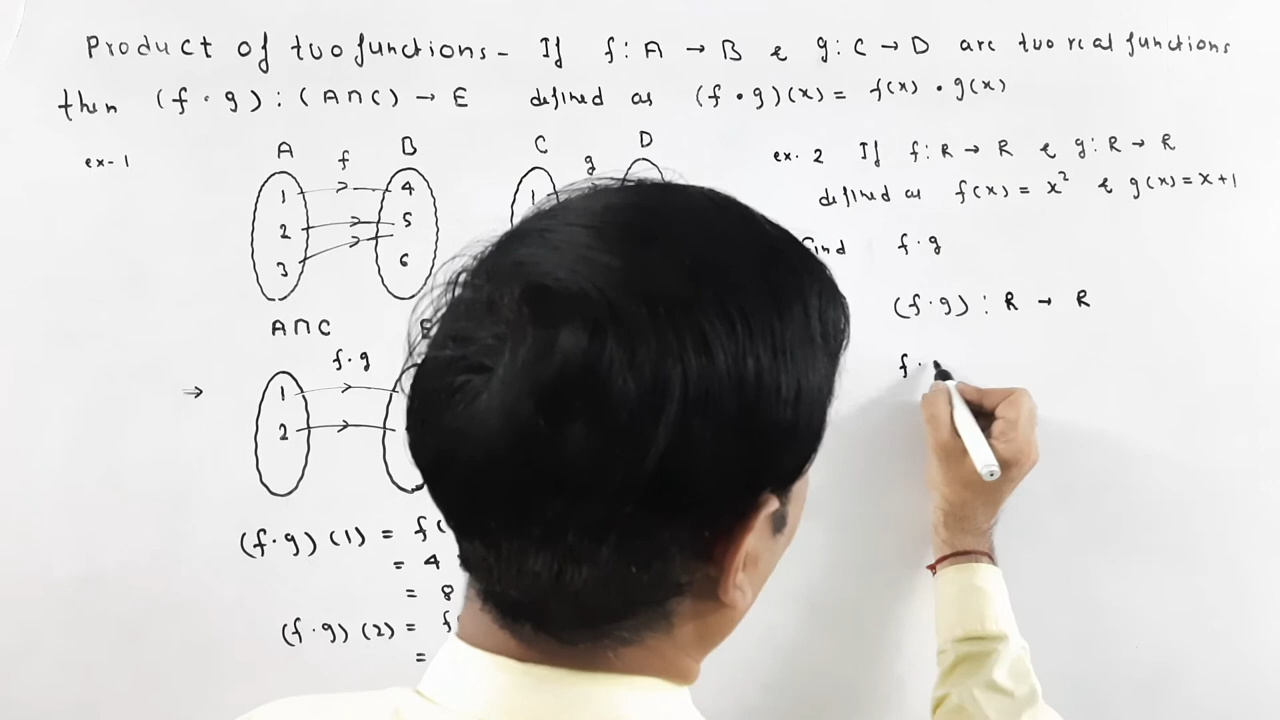 Product of two functions - If f : A → B & g : C → D are two real functions
then (f · g) : (A∩C) → E defined as (f · g)(x) = f(x) · g(x)
ex-1
A f B
1 4
2 5
3 6
C g D
1
A∩C f·g
⇒ 1
2
(f·g)(1) = f(
= 4
= 8
(f·g)(2) = f
=
ex. 2 If f : R → R & g : R → R
defined as f(x) = x² & g(x) = x+1
find f·g
(f·g) : R → R
f ·